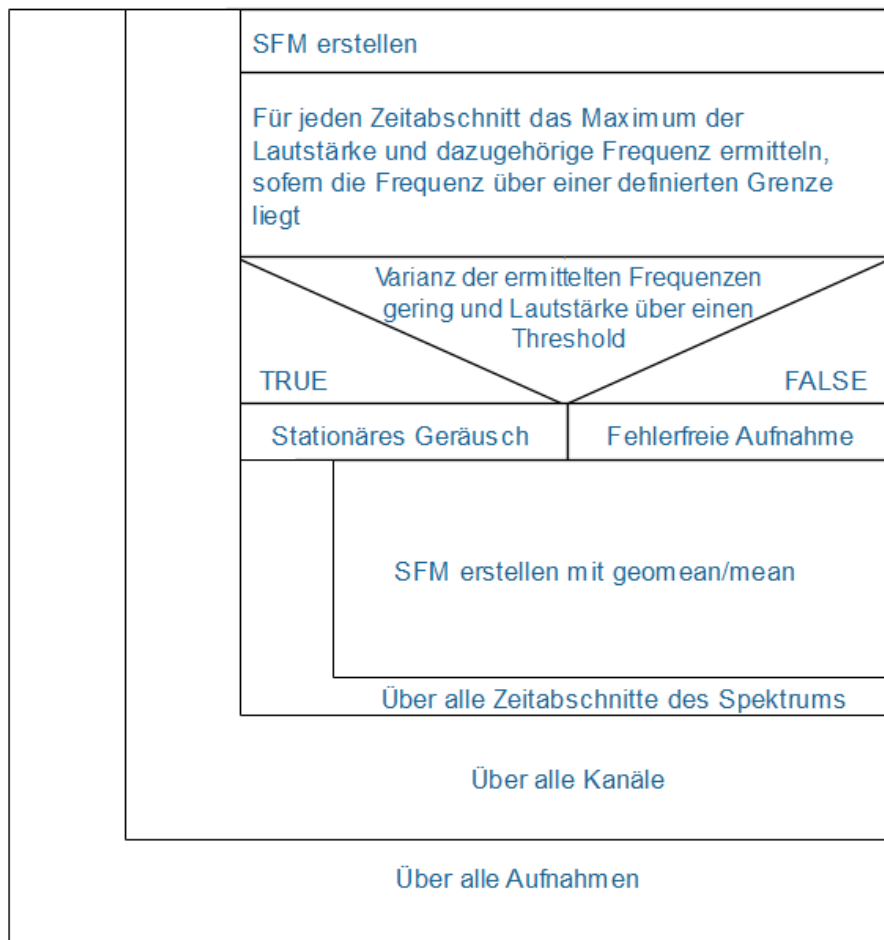 SFM erstellen
Für jeden Zeitabschnitt das Maximum der
Lautstärke und dazugehörige Frequenz ermitteln,
sofern die Frequenz über einer definierten Grenze
liegt
Varianz der ermittelten Frequenzen
gering und Lautstärke über einen
Threshold
TRUE
FALSE
Stationäres Geräusch
Fehlerfreie Aufnahme
SFM erstellen mit geomean/mean
Über alle Zeitabschnitte des Spektrums
Über alle Kanäle
Über alle Aufnahmen